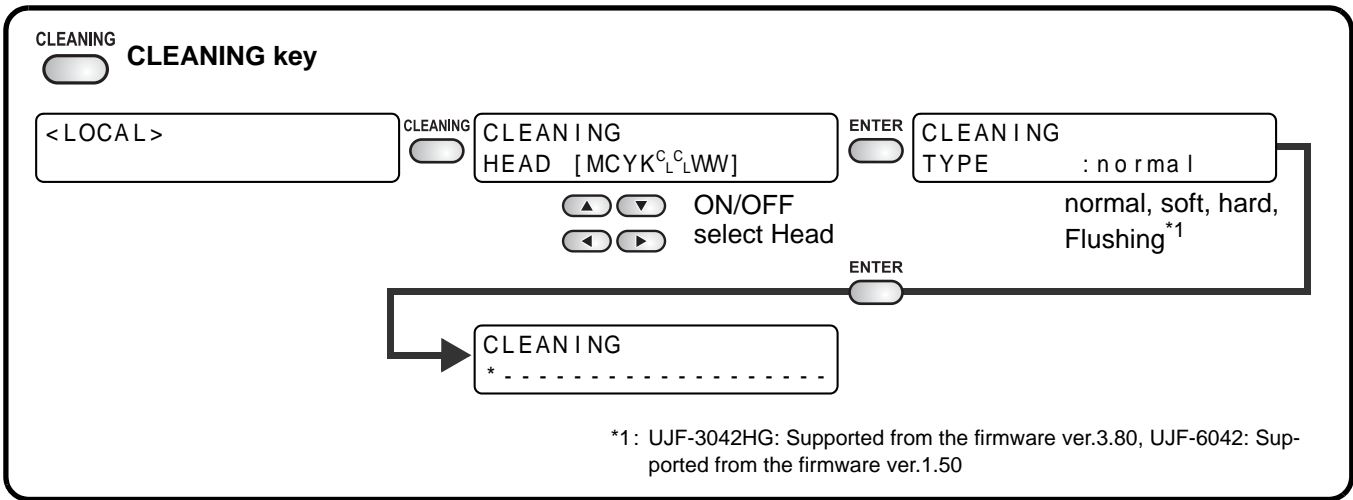 CLEANING
CLEANING key
<LOCAL>
CLEANING
CLEANING
HEAD [MCYKCLCLWW]
ENTER
CLEANING
TYPE :normal
ON/OFF
select Head
normal, soft, hard,
Flushing*1
ENTER
CLEANING
*-------------------
*1: UJF-3042HG: Supported from the firmware ver.3.80, UJF-6042: Sup-
ported from the firmware ver.1.50